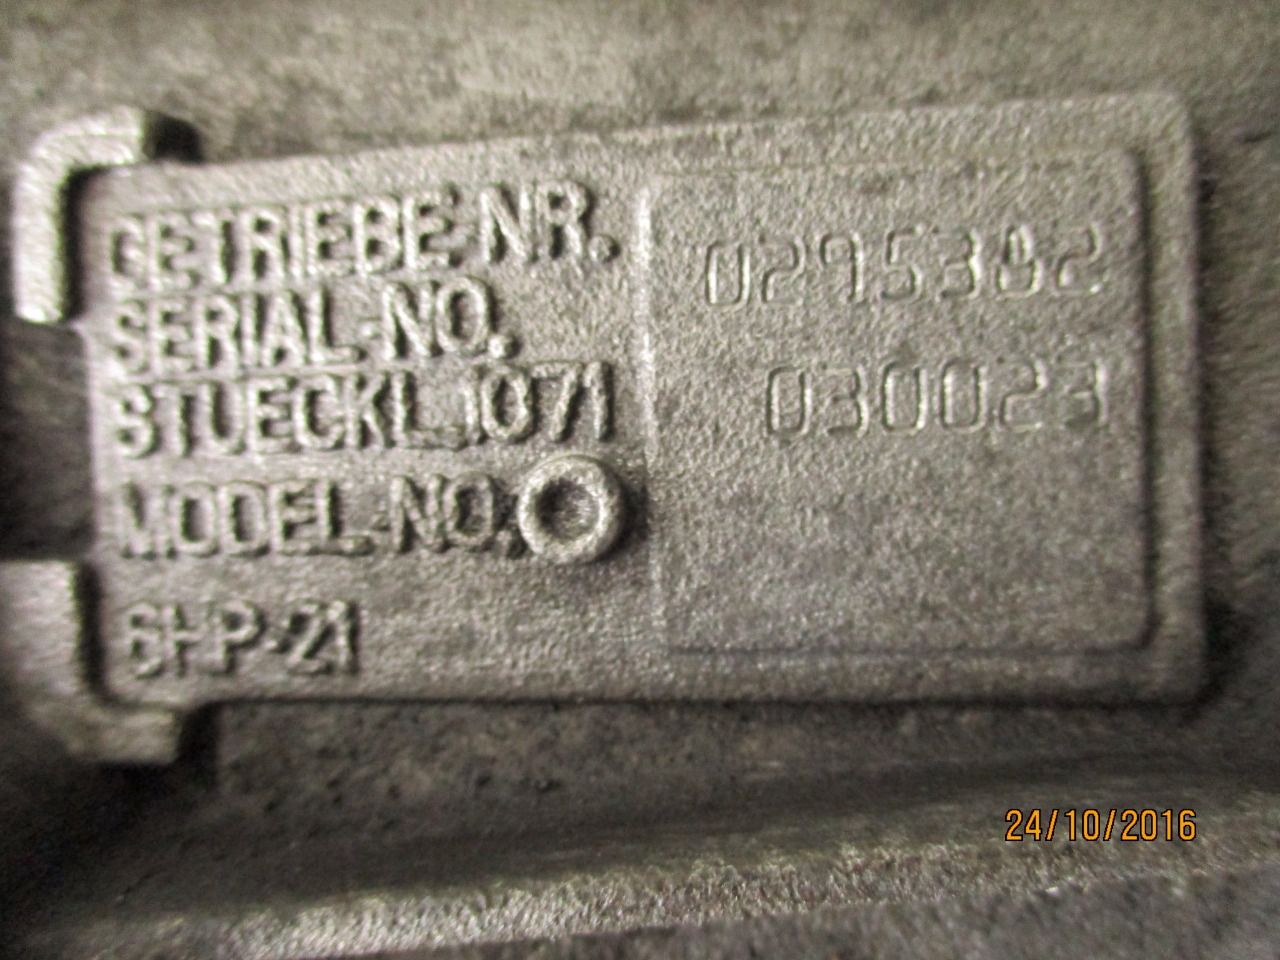 GETRIEBE-NR. 0295382
SERIAL-NO.
STUECKL.1071 030023
MODEL-NO.
6HP-21
24/10/2016